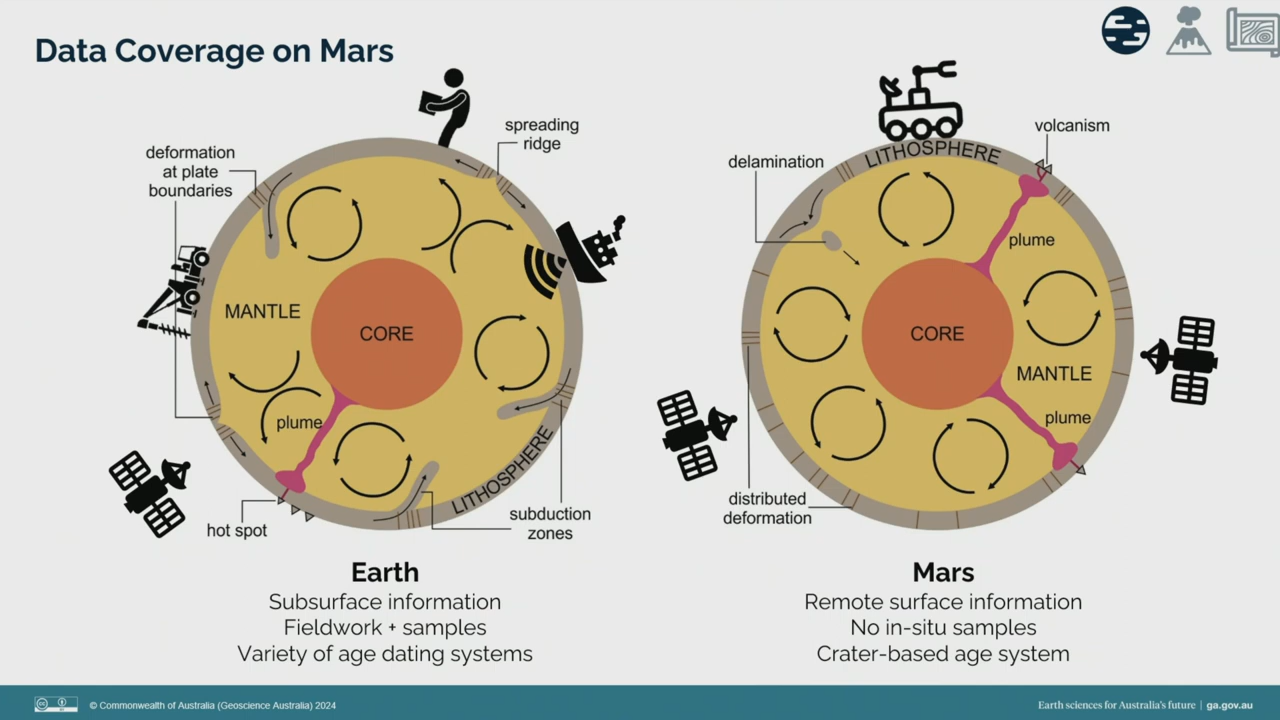 Data Coverage on Mars
deformation
at plate
boundaries
spreading
ridge
MANTLE
CORE
plume
hot spot
LITHOSPHERE
subduction
zones
delamination
LITHOSPHERE
volcanism
plume
CORE
MANTLE
plume
distributed
deformation
Earth
Subsurface information
Fieldwork + samples
Variety of age dating systems
Mars
Remote surface information
No in-situ samples
Crater-based age system
© Commonwealth of Australia (Geoscience Australia) 2024
Earth sciences for Australia's future | ga.gov.au